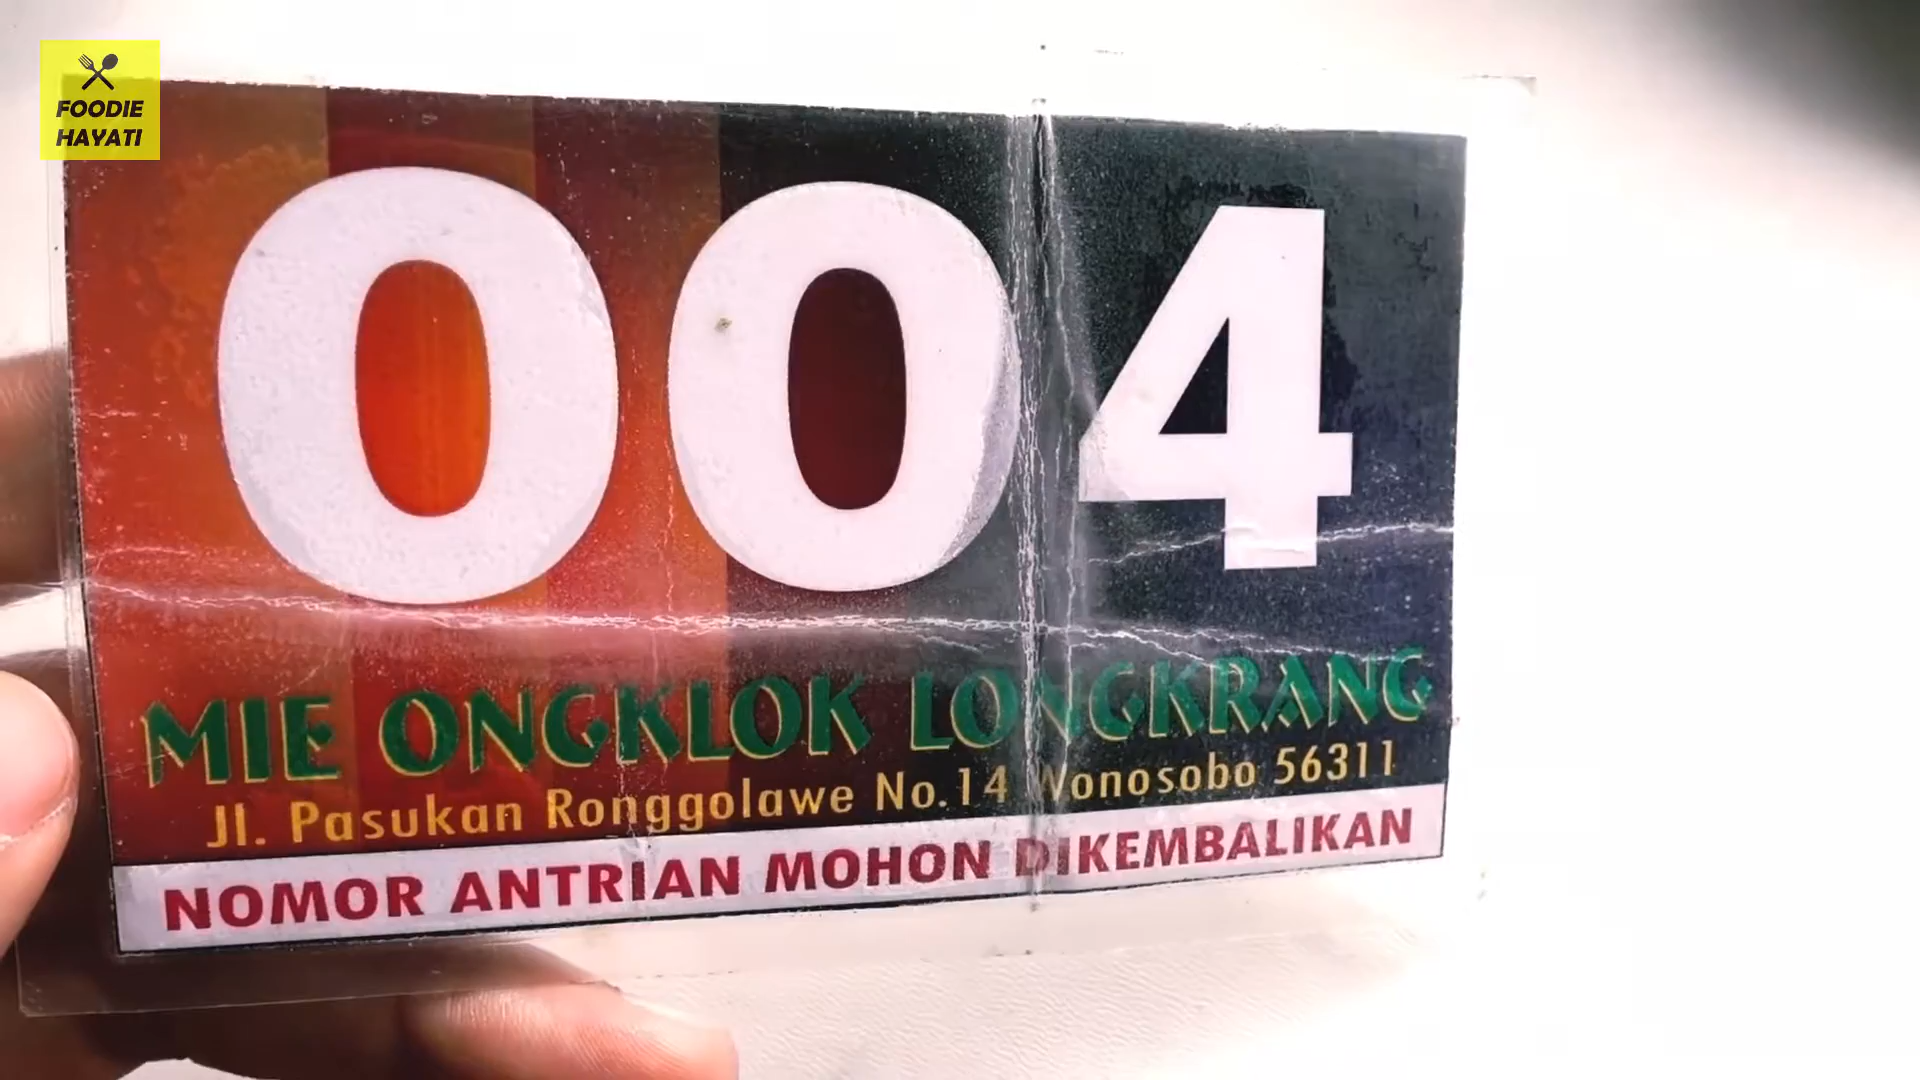 FOODIE
HAYATI
004
MIE ONGKLOK LONGKRANG
Jl. Pasukan Ronggolawe No.14 Wonosobo 56311
NOMOR ANTRIAN MOHON DIKEMBALIKAN